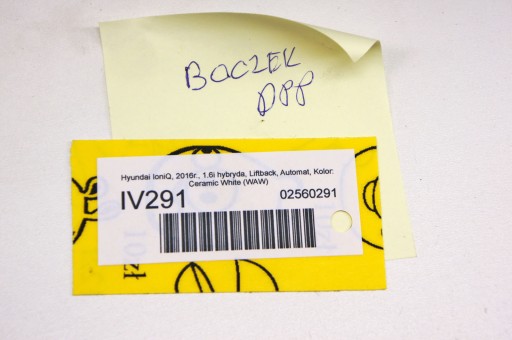 BOCZEK
DPP
Hyundai IoniQ, 2016r., 1.6i hybryda, Liftback, Automat, Kolor:
Ceramic White (WAW)
IV291
02560291